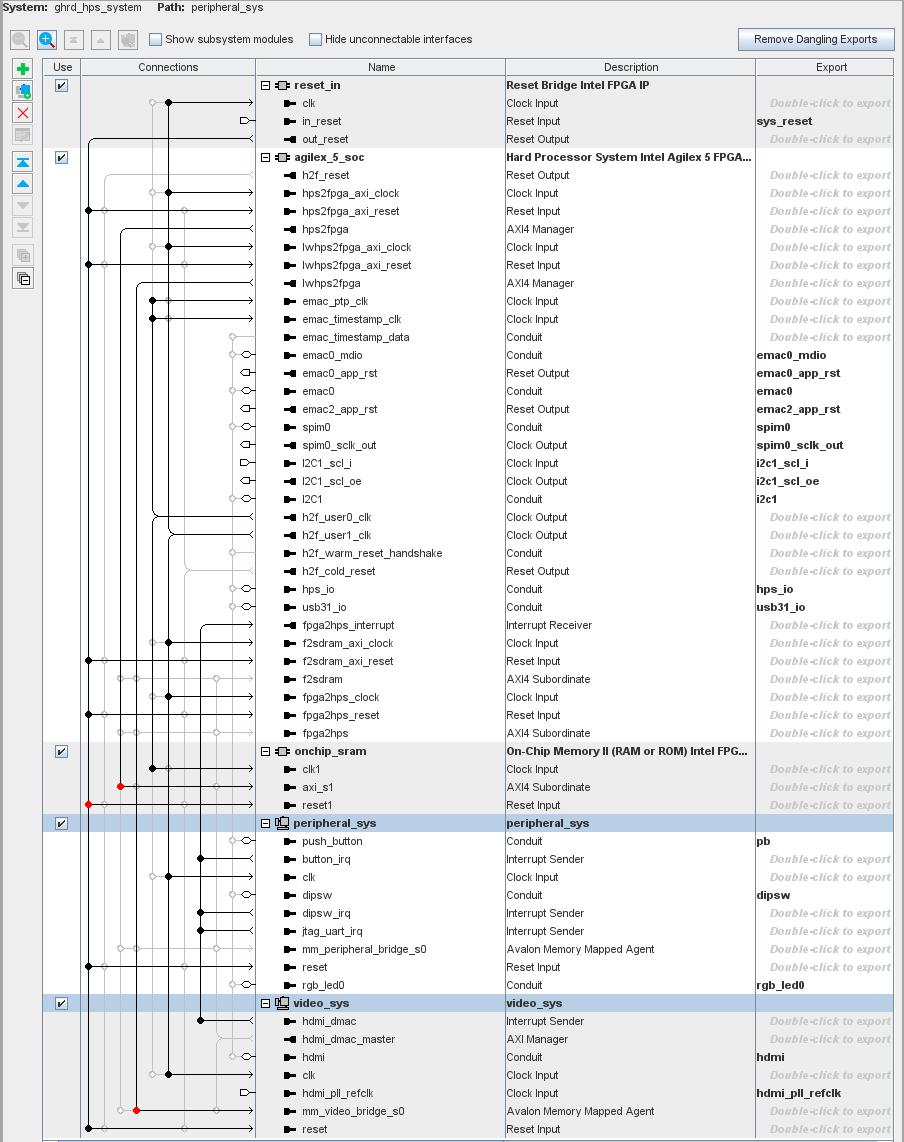 System: ghrd_hps_system Path: peripheral_sys
Show subsystem modules Hide unconnectable interfaces Remove Dangling Exports
Use Connections Name Description Export
reset_in Reset Bridge Intel FPGA IP
clk Clock Input Double-click to export
in_reset Reset Input sys_reset
out_reset Reset Output Double-click to export
agilex_5_soc Hard Processor System Intel Agilex 5 FPGA...
h2f_reset Reset Output Double-click to export
hps2fpga_axi_clock Clock Input Double-click to export
hps2fpga_axi_reset Reset Input Double-click to export
hps2fpga AXI4 Manager Double-click to export
lwhps2fpga_axi_clock Clock Input Double-click to export
lwhps2fpga_axi_reset Reset Input Double-click to export
lwhps2fpga AXI4 Manager Double-click to export
emac_ptp_clk Clock Input Double-click to export
emac_timestamp_clk Clock Input Double-click to export
emac_timestamp_data Conduit Double-click to export
emac0_mdio Conduit emac0_mdio
emac0_app_rst Reset Output emac0_app_rst
emac0 Conduit emac0
emac2_app_rst Reset Output emac2_app_rst
spim0 Conduit spim0
spim0_sclk_out Clock Output spim0_sclk_out
I2C1_scl_i Clock Input i2c1_scl_i
I2C1_scl_oe Clock Output i2c1_scl_oe
I2C1 Conduit i2c1
h2f_user0_clk Clock Output Double-click to export
h2f_user1_clk Clock Output Double-click to export
h2f_warm_reset_handshake Conduit Double-click to export
h2f_cold_reset Reset Output Double-click to export
hps_io Conduit hps_io
usb31_io Conduit usb31_io
fpga2hps_interrupt Interrupt Receiver Double-click to export
f2sdram_axi_clock Clock Input Double-click to export
f2sdram_axi_reset Reset Input Double-click to export
f2sdram AXI4 Subordinate Double-click to export
fpga2hps_clock Clock Input Double-click to export
fpga2hps_reset Reset Input Double-click to export
fpga2hps AXI4 Subordinate Double-click to export
onchip_sram On-Chip Memory II (RAM or ROM) Intel FPG...
clk1 Clock Input Double-click to export
axi_s1 AXI4 Subordinate Double-click to export
reset1 Reset Input Double-click to export
peripheral_sys peripheral_sys
push_button Conduit pb
button_irq Interrupt Sender Double-click to export
clk Clock Input Double-click to export
dipsw Conduit dipsw
dipsw_irq Interrupt Sender Double-click to export
jtag_uart_irq Interrupt Sender Double-click to export
mm_peripheral_bridge_s0 Avalon Memory Mapped Agent Double-click to export
reset Reset Input Double-click to export
rgb_led0 Conduit rgb_led0
video_sys video_sys
hdmi_dmac Interrupt Sender Double-click to export
hdmi_dmac_master AXI Manager Double-click to export
hdmi Conduit hdmi
clk Clock Input Double-click to export
hdmi_pll_refclk Clock Input hdmi_pll_refclk
mm_video_bridge_s0 Avalon Memory Mapped Agent Double-click to export
reset Reset Input Double-click to export